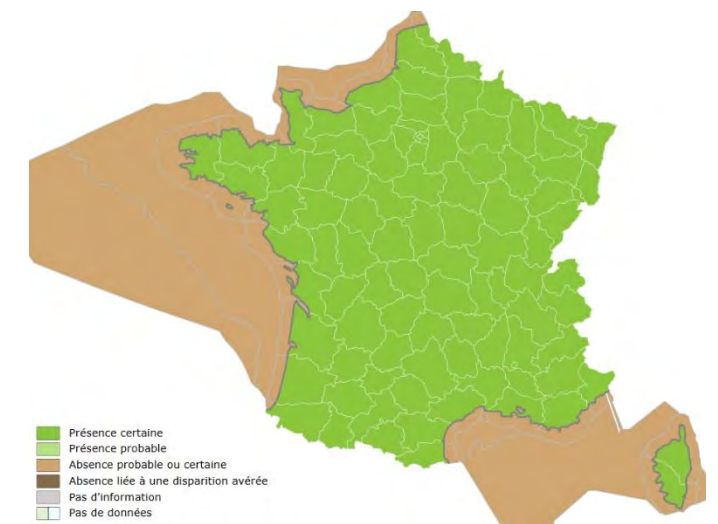 Présence certaine
Présence probable
Absence probable ou certaine
Absence liée à une disparition avérée
Pas d'information
Pas de données